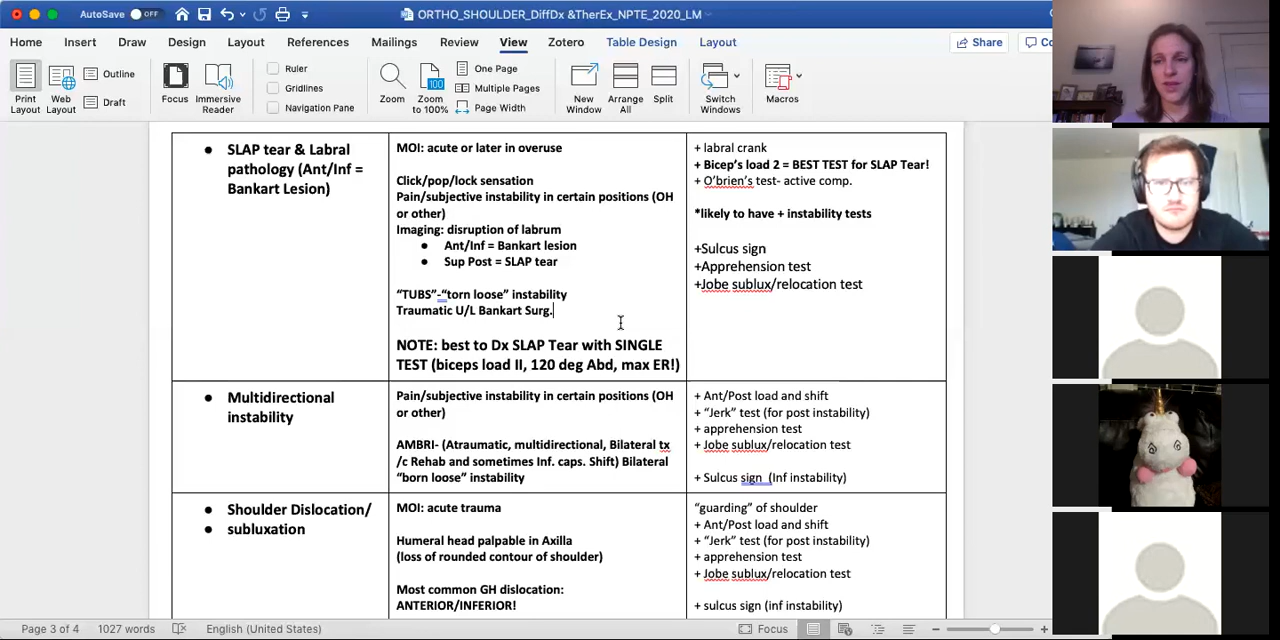 AutoSave OFF
ORTHO_SHOULDER_DiffDx &TherEx_NPTE_2020_LM
Home Insert Draw Design Layout References Mailings Review View Zotero Table Design Layout Share Co
Print Layout
Web Layout
Outline
Draft
Focus
Immersive Reader
Ruler
Gridlines
Navigation Pane
Zoom
100
Zoom to 100%
One Page
Multiple Pages
Page Width
New Window
Arrange All
Split
Switch Windows
Macros
● SLAP tear & Labral
pathology (Ant/Inf =
Bankart Lesion)
MOI: acute or later in overuse
Click/pop/lock sensation
Pain/subjective instability in certain positions (OH
or other)
Imaging: disruption of labrum
● Ant/Inf = Bankart lesion
● Sup Post = SLAP tear
“TUBS”-“torn loose” instability
Traumatic U/L Bankart Surg.
NOTE: best to Dx SLAP Tear with SINGLE
TEST (biceps load II, 120 deg Abd, max ER!)
+ labral crank
+ Bicep’s load 2 = BEST TEST for SLAP Tear!
+ O’brien’s test- active comp.
*likely to have + instability tests
+Sulcus sign
+Apprehension test
+Jobe sublux/relocation test
● Multidirectional
instability
Pain/subjective instability in certain positions (OH
or other)
AMBRI- (Atraumatic, multidirectional, Bilateral tx
/c Rehab and sometimes Inf. caps. Shift) Bilateral
“born loose” instability
+ Ant/Post load and shift
+ “Jerk” test (for post instability)
+ apprehension test
+ Jobe sublux/relocation test
+ Sulcus sign (Inf instability)
● Shoulder Dislocation/
● subluxation
MOI: acute trauma
Humeral head palpable in Axilla
(loss of rounded contour of shoulder)
Most common GH dislocation:
ANTERIOR/INFERIOR!
“guarding” of shoulder
+ Ant/Post load and shift
+ “Jerk” test (for post instability)
+ apprehension test
+ Jobe sublux/relocation test
+ sulcus sign (inf instability)
Page 3 of 4 1027 words English (United States) Focus